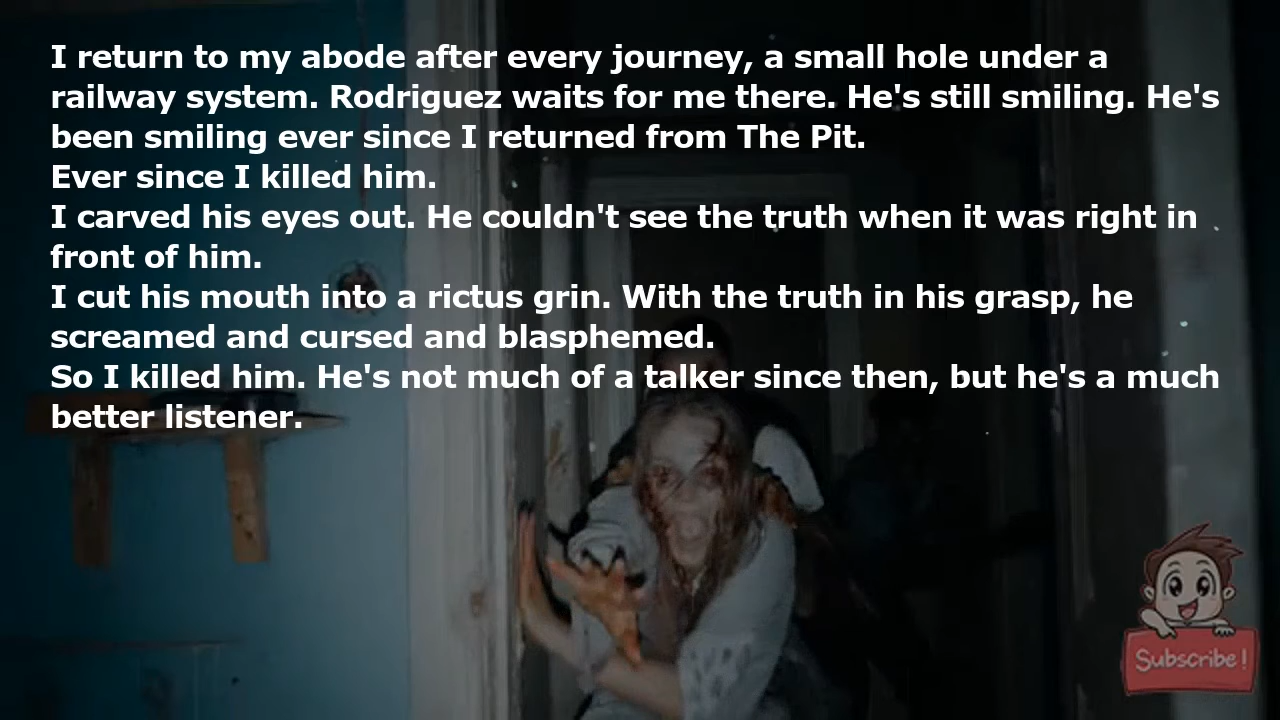 I return to my abode after every journey, a small hole under a
railway system. Rodriguez waits for me there. He's still smiling. He's
been smiling ever since I returned from The Pit.
Ever since I killed him.
I carved his eyes out. He couldn't see the truth when it was right in
front of him.
I cut his mouth into a rictus grin. With the truth in his grasp, he
screamed and cursed and blasphemed.
So I killed him. He's not much of a talker since then, but he's a much
better listener.
Subscribe!